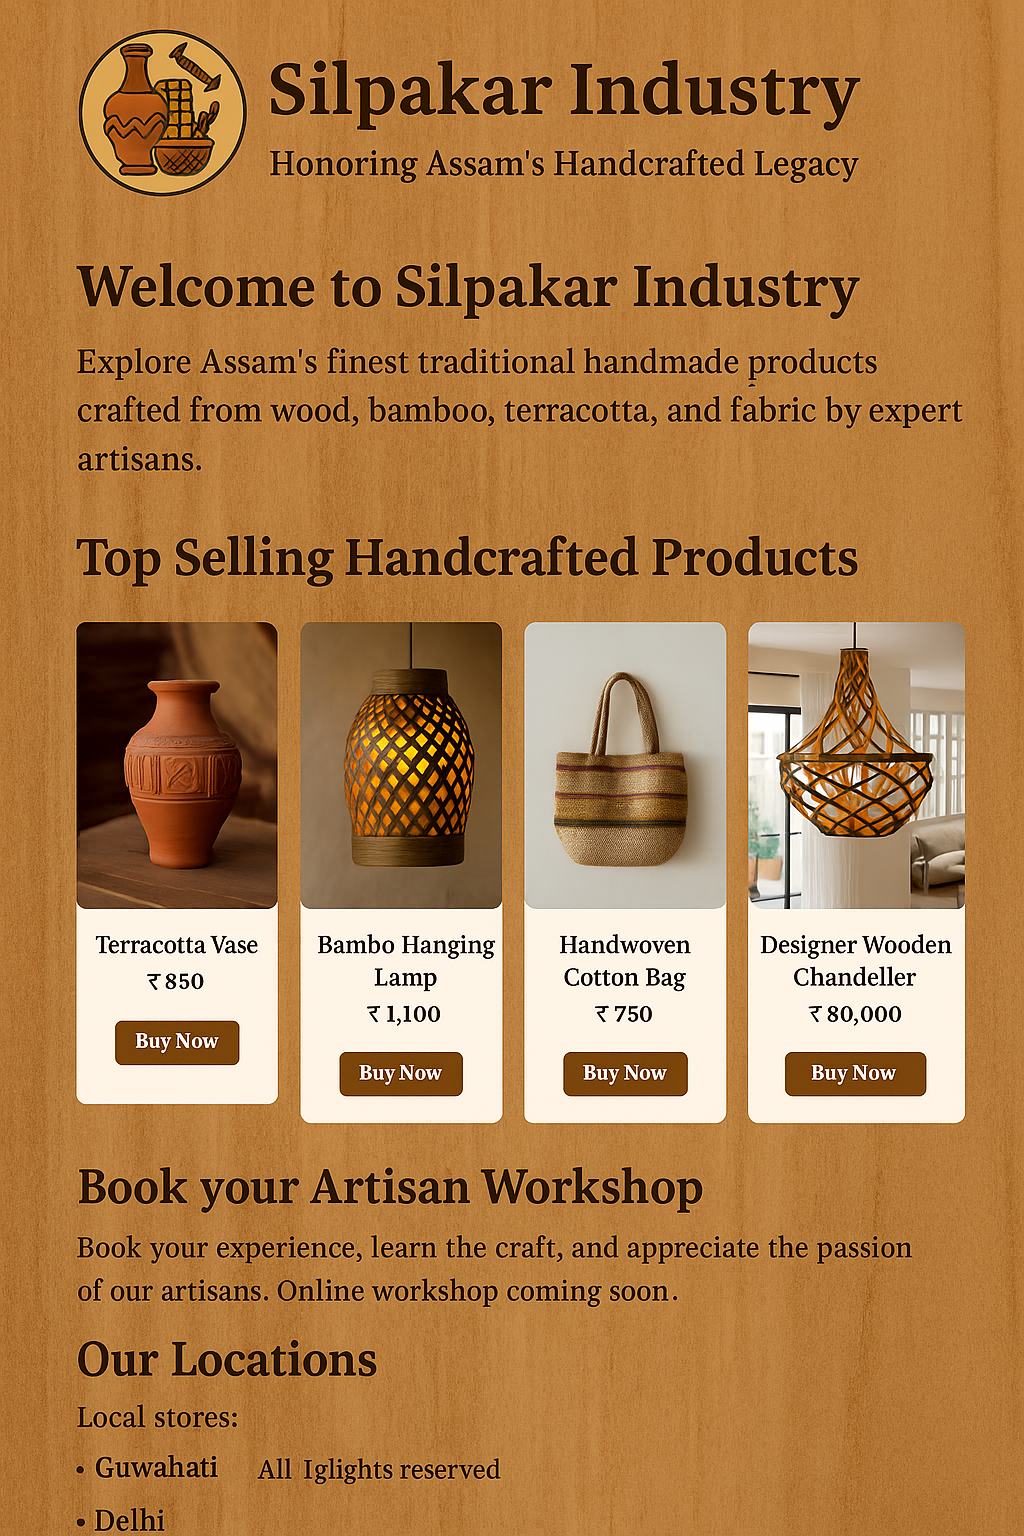 Silpakar Industry
Honoring Assam's Handcrafted Legacy
Welcome to Silpakar Industry
Explore Assam's finest traditional handmade products
crafted from wood, bamboo, terracotta, and fabric by expert
artisans.
Top Selling Handcrafted Products
Terracotta Vase
₹ 850
Buy Now
Bambo Hanging
Lamp
₹ 1,100
Buy Now
Handwoven
Cotton Bag
₹ 750
Buy Now
Designer Wooden
Chandeller
₹ 80,000
Buy Now
Book your Artisan Workshop
Book your experience, learn the craft, and appreciate the passion
of our artisans. Online workshop coming soon.
Our Locations
Local stores:
• Guwahati
All Iglights reserved
• Delhi